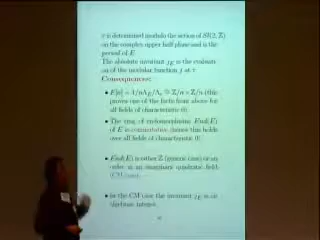 τ is determined modulo the action of Sl(2, Z)
on the complex upper half plane and is the
period of E.
The absolute invariant j_E is the evaluation
of the modular function j at τ.
Consequences:
• E[n] = 1/nΛ_E/Λ_E ≅ Z/n × Z/n (this
proves one of the facts from above for
all fields of characteristic 0).
• The ring of endomorphisms End(E)
of E is commutative (hence this holds
over all fields of characteristic 0).
• End(E) is either Z (generic case) or an
order in an imaginary quadratic field
(CM case).
• In the CM case the invariant j_E is an
algebraic integer.